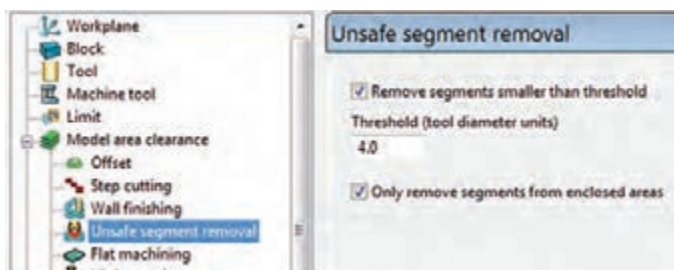 Workplane
Block
Tool
Machine tool
Limit
Model area clearance
Offset
Step cutting
Wall finishing
Unsafe segment removal
Flat machining
Unsafe segment removal
Remove segments smaller than threshold
Threshold (tool diameter units)
4.0
Only remove segments from enclosed areas